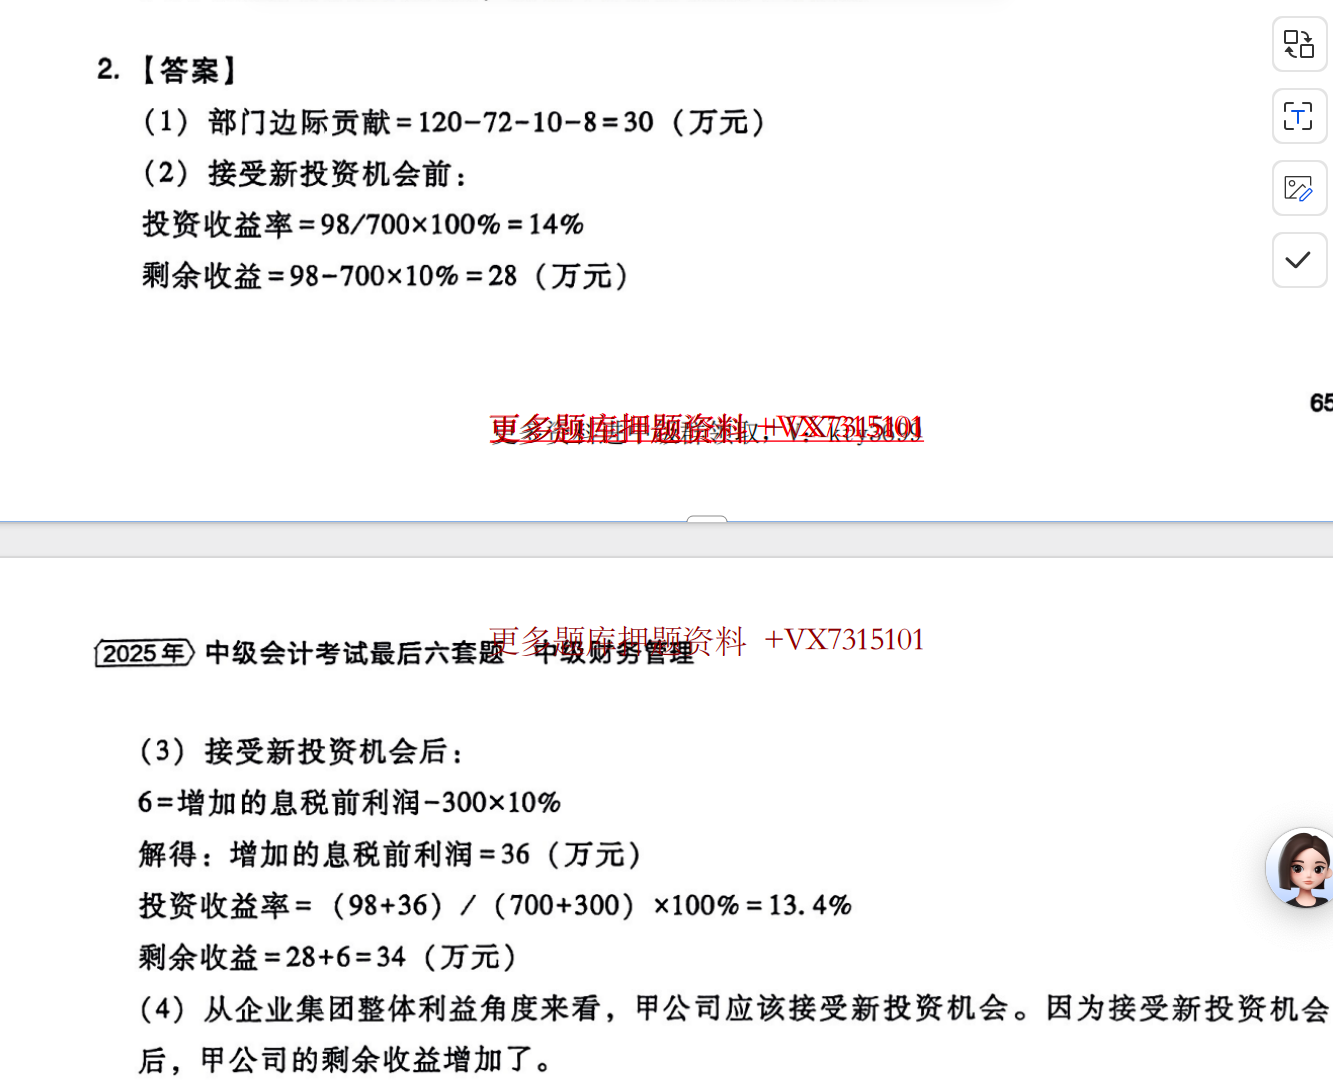 2. 【答案】
（1）部门边际贡献=120-72-10-8=30（万元）
（2）接受新投资机会前：
投资收益率=98/700×100%=14%
剩余收益=98-700×10%=28（万元）
65
更多题库押题资料 +VX7315101
2025年 中级会计考试最后六套题 中级财务管理
更多题库押题资料 +VX7315101
（3）接受新投资机会后：
6=增加的息税前利润-300×10%
解得：增加的息税前利润=36（万元）
投资收益率=（98+36）/（700+300）×100%=13.4%
剩余收益=28+6=34（万元）
（4）从企业集团整体利益角度来看，甲公司应该接受新投资机会。因为接受新投资机会
后，甲公司的剩余收益增加了。